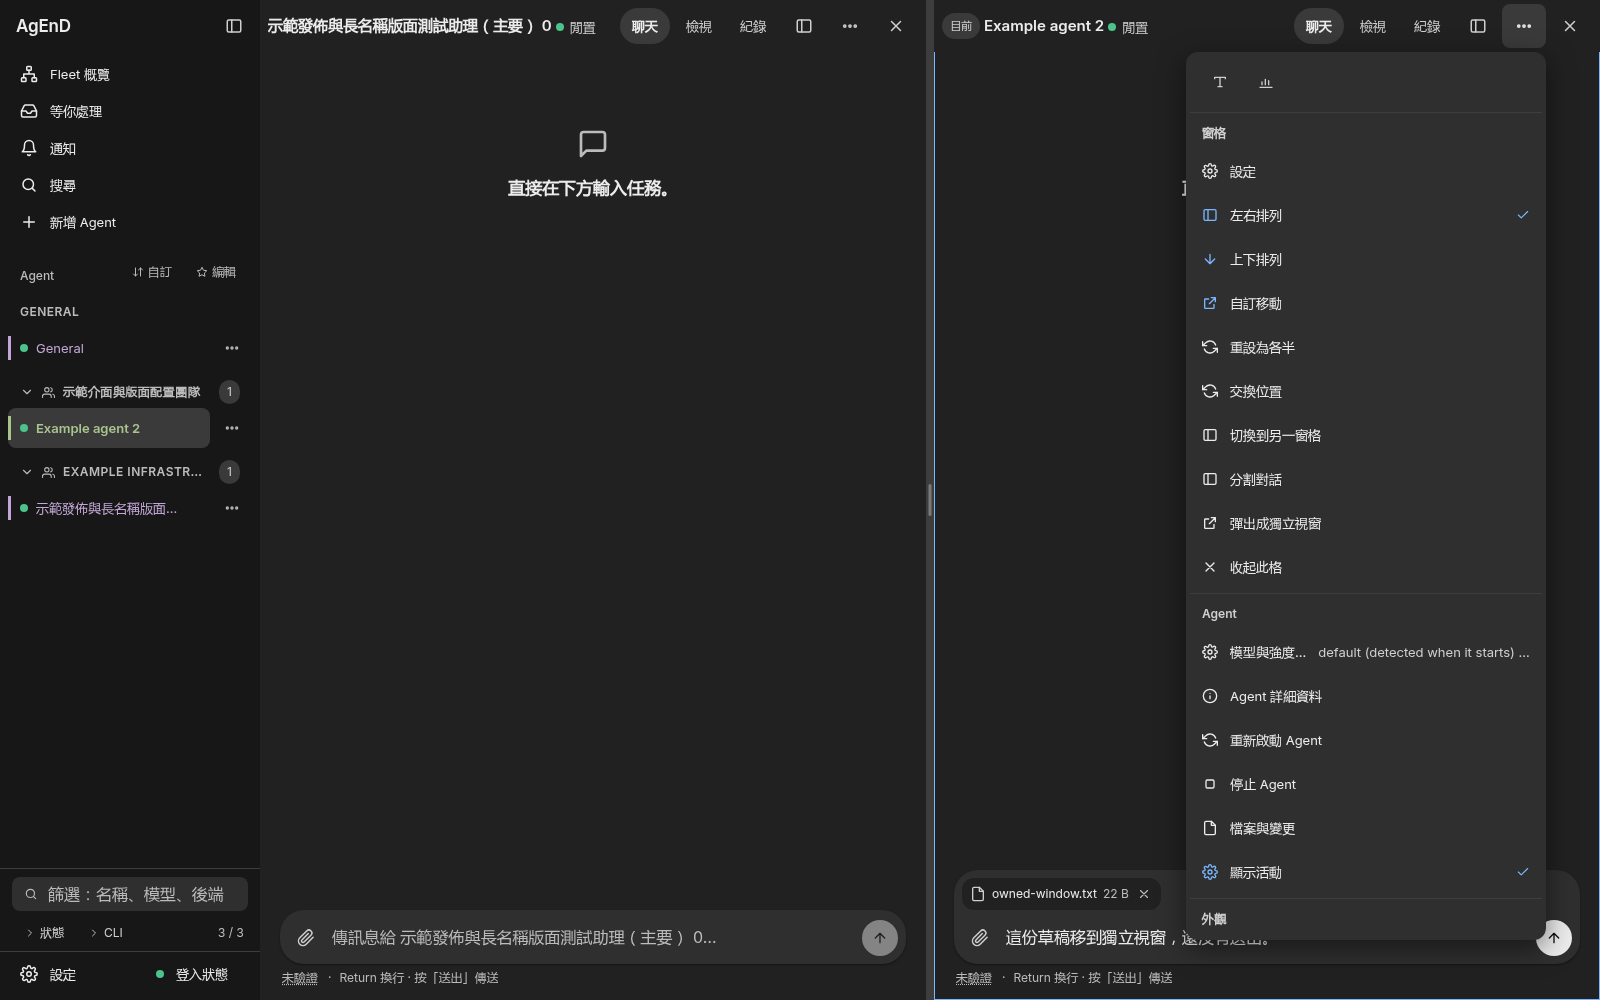 AgEnD
Fleet 概覽
等你處理
通知
搜尋
新增 Agent
Agent
自訂
編輯
GENERAL
General
示範介面與版面配置團隊
1
Example agent 2
EXAMPLE INFRASTR...
1
示範發佈與長名稱版面...
篩選：名稱、模型、後端
狀態
CLI
3 / 3
設定
登入狀態
示範發佈與長名稱版面測試助理（主要） 0
閒置
聊天
檢視
紀錄
直接在下方輸入任務。
傳訊息給 示範發佈與長名稱版面測試助理（主要） 0...
未驗證 · Return 換行 · 按「送出」傳送
目前
Example agent 2
閒置
聊天
檢視
紀錄
窗格
設定
左右排列
上下排列
自訂移動
重設為各半
交換位置
切換到另一窗格
分割對話
彈出成獨立視窗
收起此格
Agent
模型與強度... default (detected when it starts) ...
Agent 詳細資料
重新啟動 Agent
停止 Agent
檔案與變更
顯示活動
外觀
owned-window.txt 22 B
這份草稿移到獨立視窗，還沒有送出。
未驗證 · Return 換行 · 按「送出」傳送